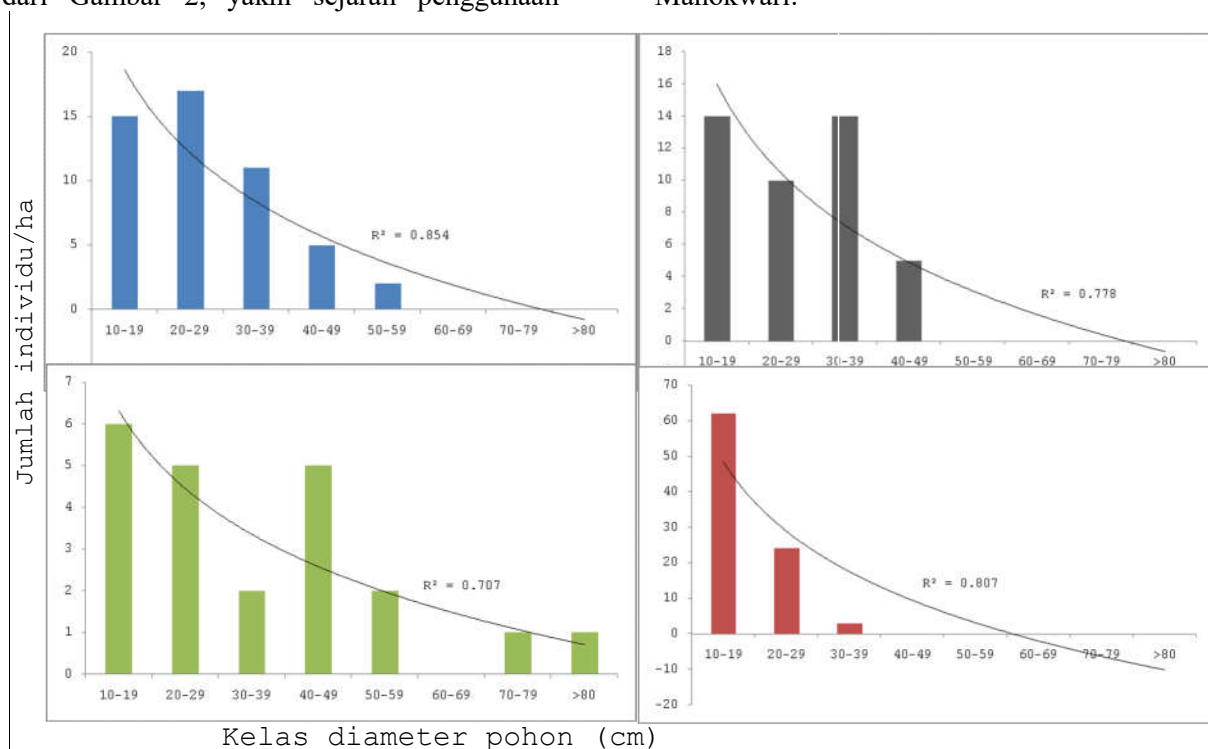 dari Gambar 2, yakni sejarah penggunaan
Manokwari.
Jumlah individu/ha
20
15
10
5
0
R² = 0.854
10-19 20-29 30-39 40-49 50-59 60-69 70-79 >80
18
16
14
12
10
8
6
4
2
0
R² = 0.778
10-19 20-29 30-39 40-49 50-59 60-69 70-79 >80
7
6
5
4
3
2
1
0
R² = 0.707
10-19 20-29 30-39 40-49 50-59 60-69 70-79 >80
70
60
50
40
30
20
10
0
-10
-20
R² = 0.807
10-19 20-29 30-39 40-49 50-59 60-69 70-79 >80
Kelas diameter pohon (cm)